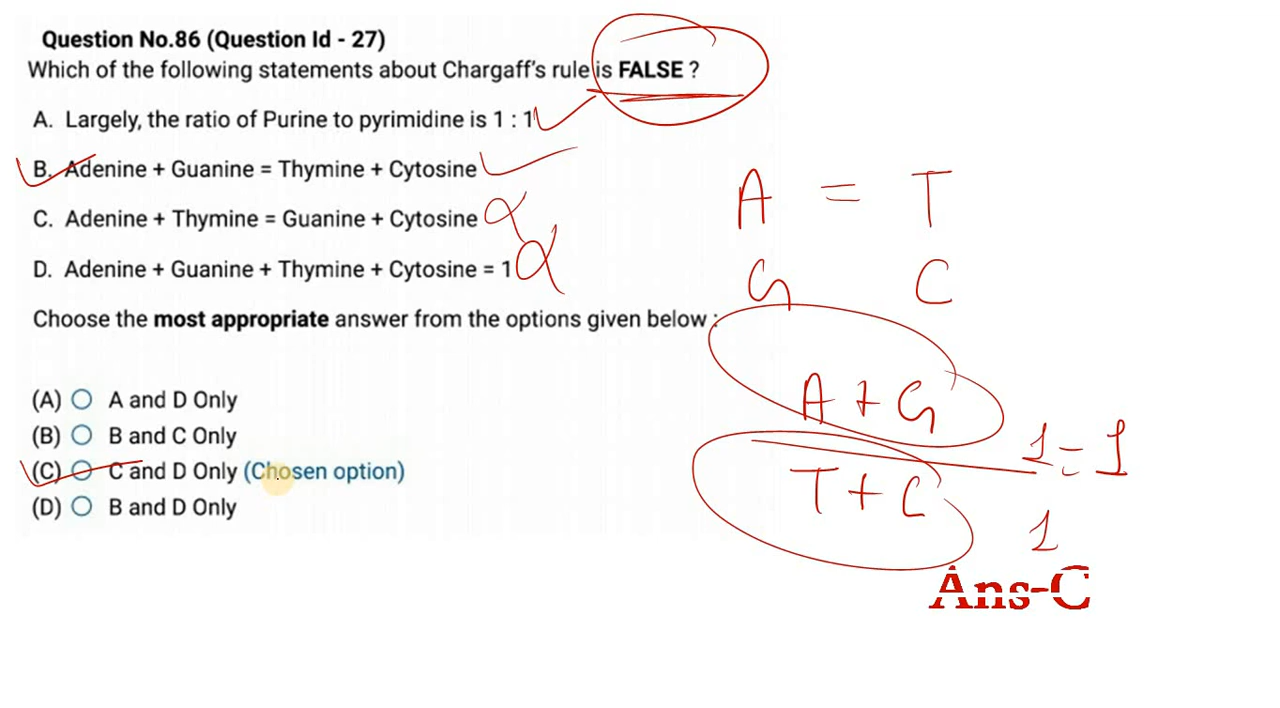 Question No.86 (Question Id - 27)
Which of the following statements about Chargaff's rule is FALSE ?
A. Largely, the ratio of Purine to pyrimidine is 1 : 1
B. Adenine + Guanine = Thymine + Cytosine
C. Adenine + Thymine = Guanine + Cytosine
D. Adenine + Guanine + Thymine + Cytosine = 1
Choose the most appropriate answer from the options given below :
(A) A and D Only
(B) B and C Only
(C) C and D Only (Chosen option)
(D) B and D Only
A = T
G C
A + G
T + C
1 = 1
1
Ans-C